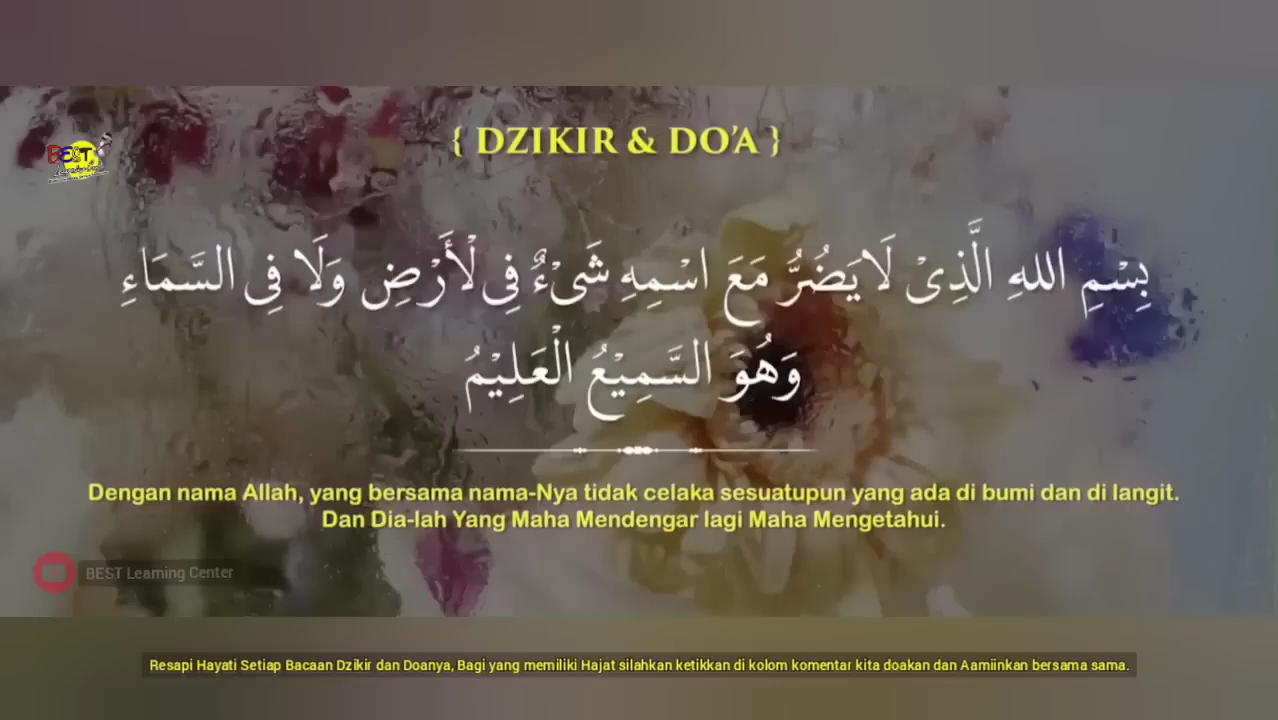 { DZIKIR & DO'A }
BEST
بِسْمِ اللهِ الَّذِىْ لَا يَضُرُّ مَعَ اسْمِهِ شَىْءٌ فِى لْأَرْضِ وَلَا فِى السَّمَاءِ
وَهُوَ السَّمِيْعُ الْعَلِيْمُ
Dengan nama Allah, yang bersama nama-Nya tidak celaka sesuatupun yang ada di bumi dan di langit.
Dan Dia-lah Yang Maha Mendengar lagi Maha Mengetahui.
BEST Learning Center
Resapi Hayati Setiap Bacaan Dzikir dan Doanya, Bagi yang memiliki Hajat silahkan ketikkan di kolom komentar kita doakan dan Aamiinkan bersama sama.